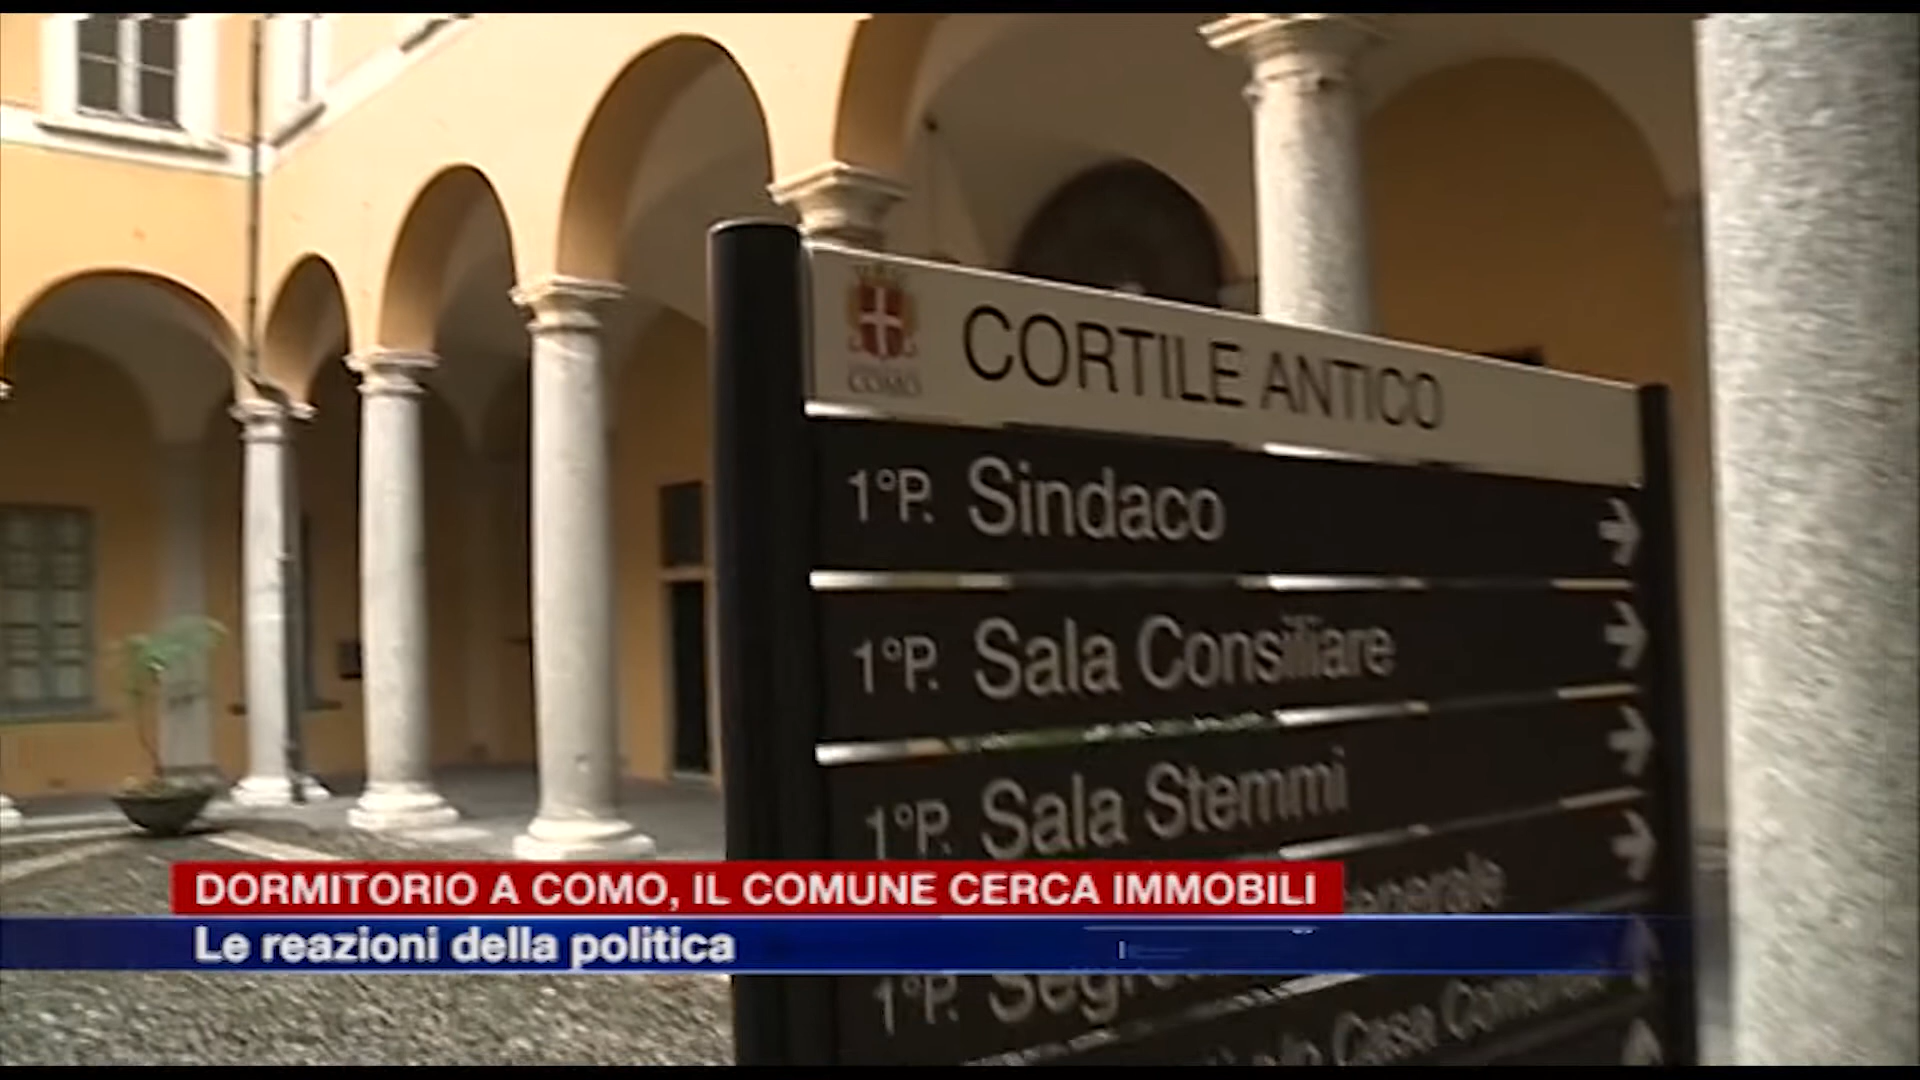 COMO
CORTILE ANTICO
1°P. Sindaco
1°P. Sala Consiliare
1°P. Sala Stemmi
DORMITORIO A COMO, IL COMUNE CERCA IMMOBILI
Le reazioni della politica
1°P.
Casa